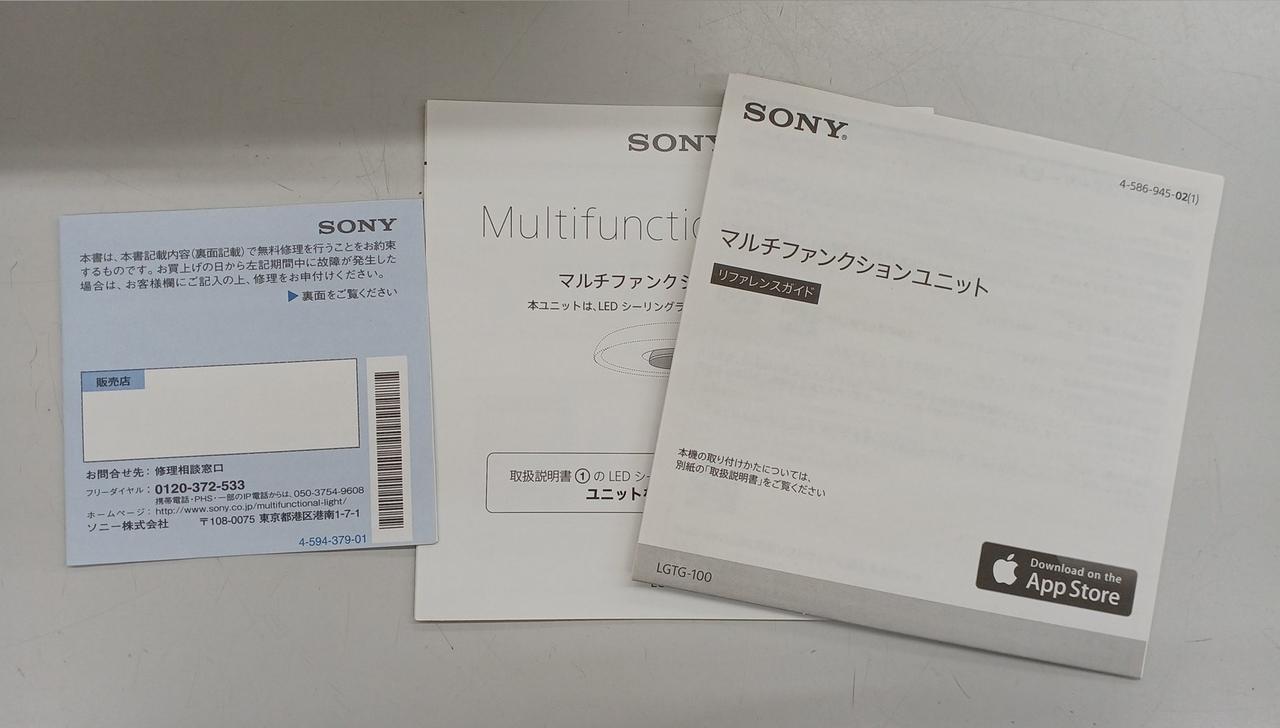 SONY
本書は、本書記載内容(裏面記載)で無料修理を行うことをお約束
するものです。お買上げの日から左記期間中に故障が発生した
場合は、お客様欄にご記入の上、修理をお申付けください。
▶裏面をご覧ください
販売店
お問合せ先:修理相談窓口
フリーダイヤル:0120-372-533
携帯電話・PHS・一部のIP電話からは、050-3754-9608
ホームページ:http://www.sony.co.jp/multifunctional-light/
ソニー株式会社 〒108-0075 東京都港区港南1-7-1
4-594-379-01
SONY
Multifunctio
マルチファンクシ
本ユニットは、LED シーリングラ
取扱説明書①の LED シー
ユニット
SONY®
4-586-945-02(1)
マルチファンクションユニット
リファレンスガイド
本機の取り付けかたについては、
別紙の「取扱説明書」をご覧ください
LGTG-100
Download on the
App Store